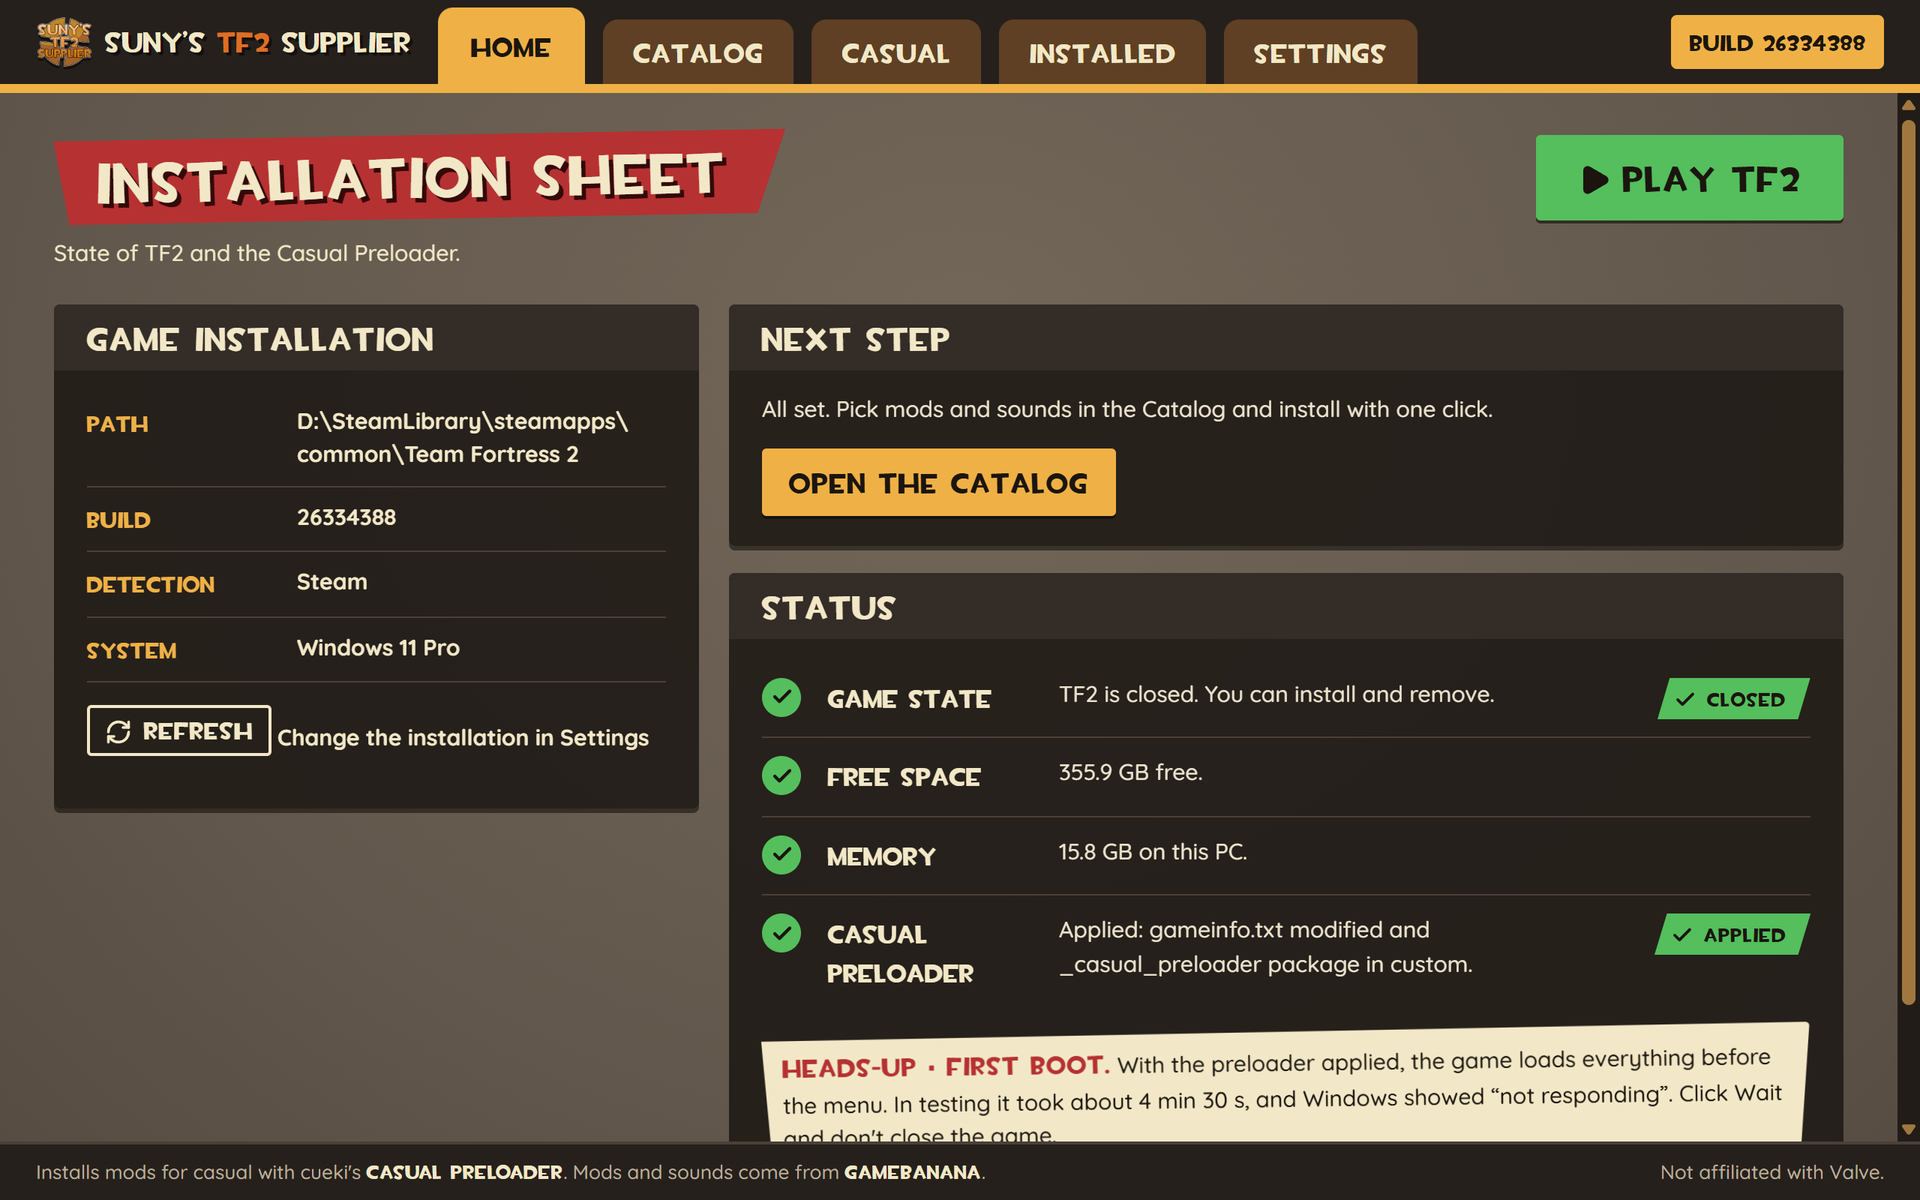 SUNY'S TF2 SUPPLIER
SUNY'S TF2 SUPPLIER
HOME
CATALOG
CASUAL
INSTALLED
SETTINGS
BUILD 26334388
INSTALLATION SHEET
PLAY TF2
State of TF2 and the Casual Preloader.
GAME INSTALLATION
PATH
D:\SteamLibrary\steamapps\
common\Team Fortress 2
BUILD
26334388
DETECTION
Steam
SYSTEM
Windows 11 Pro
REFRESH
Change the installation in Settings
NEXT STEP
All set. Pick mods and sounds in the Catalog and install with one click.
OPEN THE CATALOG
STATUS
GAME STATE
TF2 is closed. You can install and remove.
CLOSED
FREE SPACE
355.9 GB free.
MEMORY
15.8 GB on this PC.
CASUAL
PRELOADER
Applied: gameinfo.txt modified and
_casual_preloader package in custom.
APPLIED
HEADS-UP · FIRST BOOT. With the preloader applied, the game loads everything before
the menu. In testing it took about 4 min 30 s, and Windows showed “not responding”. Click Wait
and don't close the game.
Installs mods for casual with cueki's CASUAL PRELOADER. Mods and sounds come from GAMEBANANA.
Not affiliated with Valve.